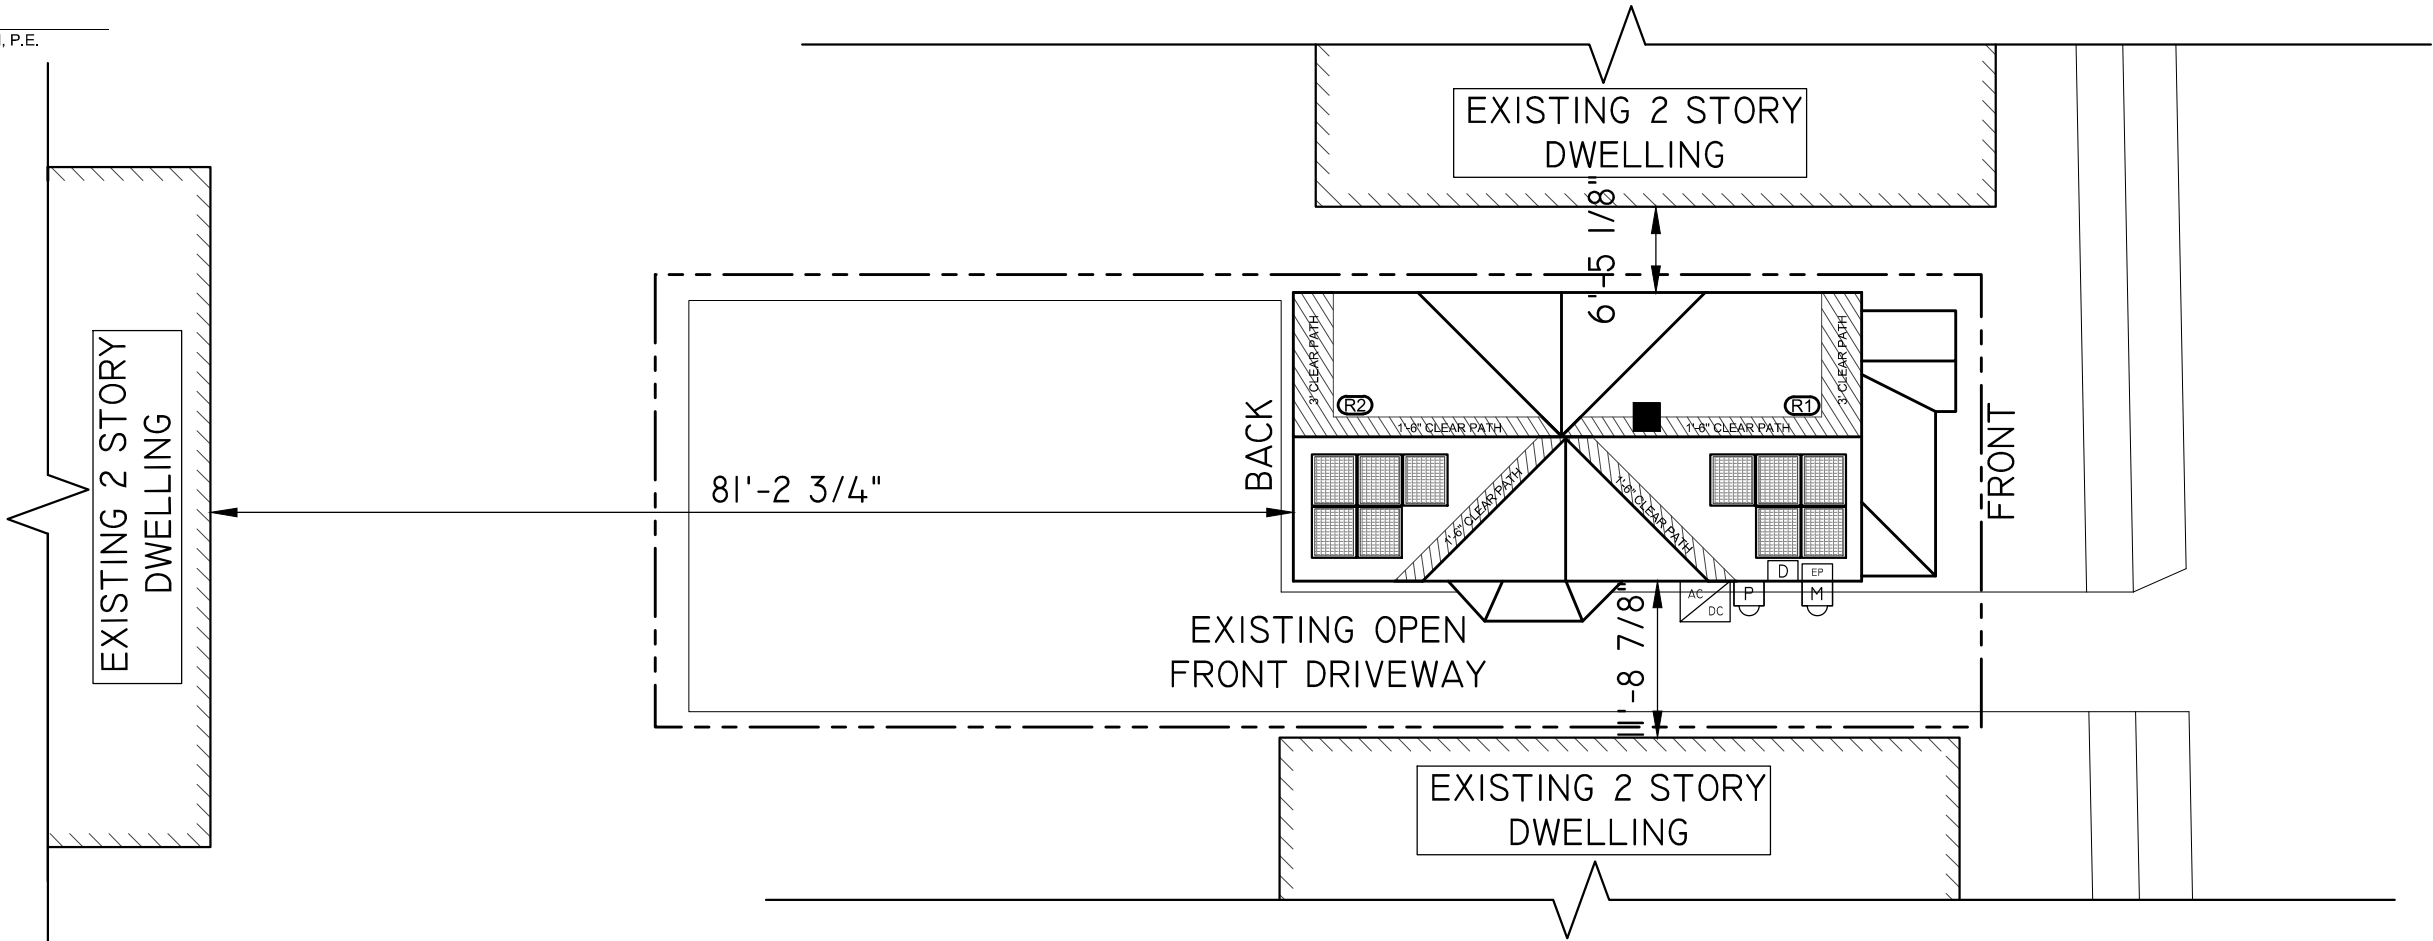 , P.E.
EXISTING 2 STORY
DWELLING
6'-5 1/8"
EXISTING 2 STORY
DWELLING
81'-2 3/4"
BACK
3' CLEAR PATH
3' CLEAR PATH
R2
R1
1'-6" CLEAR PATH
1'-6" CLEAR PATH
1'-6" CLEAR PATH
1'-6" CLEAR PATH
FRONT
D
EP
AC
DC
P
M
EXISTING OPEN
FRONT DRIVEWAY
11'-8 7/8"
EXISTING 2 STORY
DWELLING